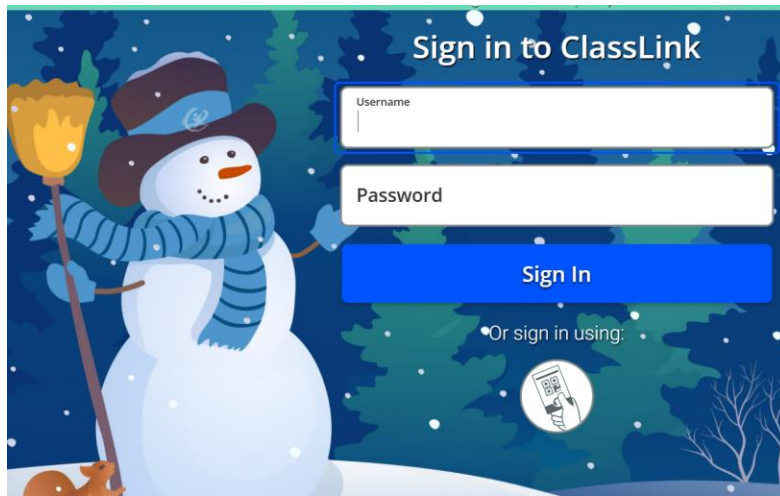 Sign in to ClassLink
Username
Password
Sign In
Or sign in using: